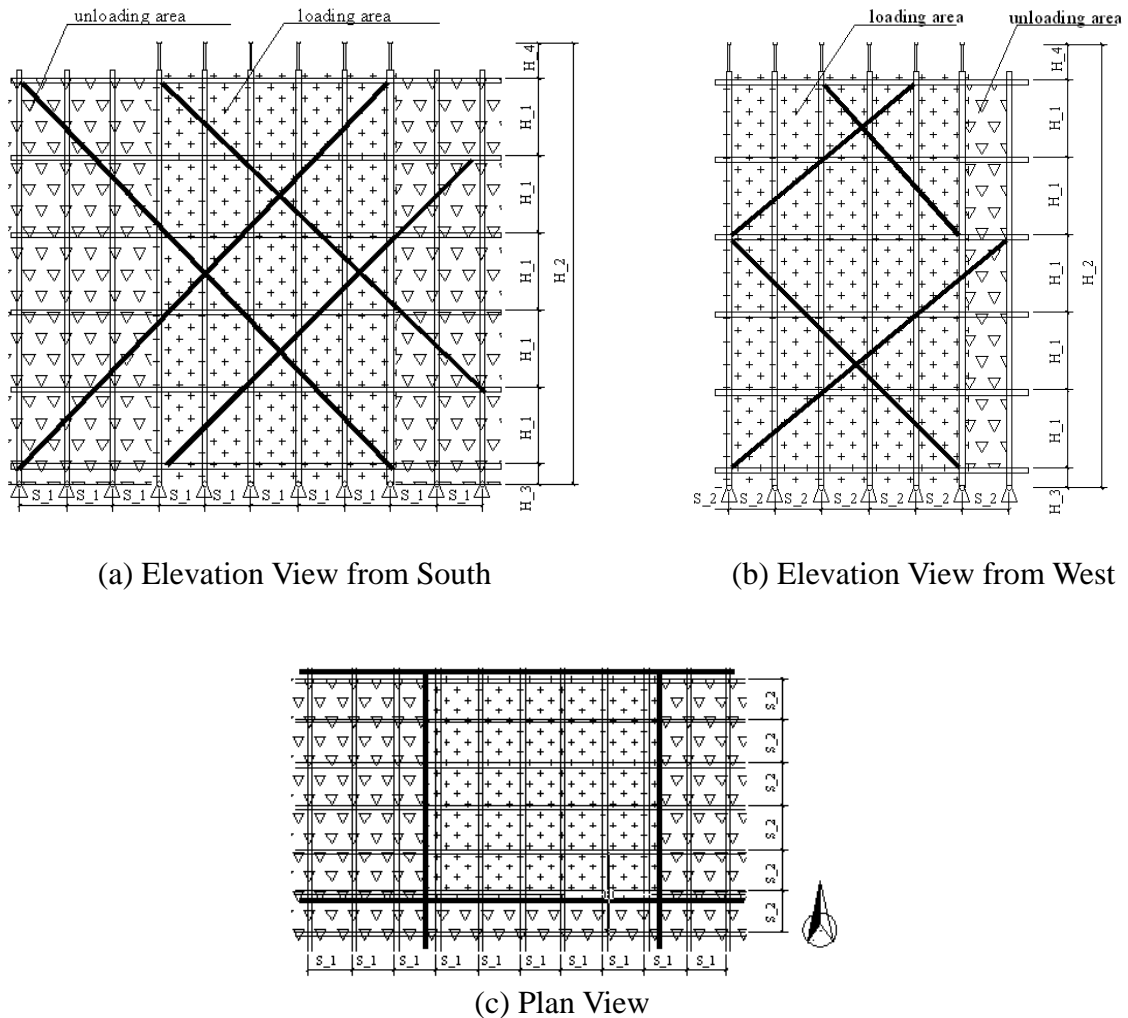 unloading area
loading area
H_4
H_1
H_1
H_1
H_1
H_1
H_3
H_2
S_1 S_1 S_1 S_1 S_1 S_1 S_1 S_1 S_1 S_1
(a) Elevation View from South
loading area
unloading area
H_4
H_1
H_1
H_1
H_1
H_1
H_3
H_2
S_2 S_2 S_2 S_2 S_2 S_2 S_2
(b) Elevation View from West
S_2
S_2
S_2
S_2
S_2
S_2
S_1 S_1 S_1 S_1 S_1 S_1 S_1 S_1 S_1 S_1
(c) Plan View